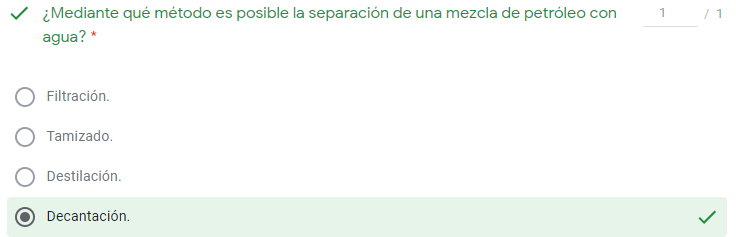 ¿Mediante qué método es posible la separación de una mezcla de petróleo con
agua? *
1 / 1
Filtración.
Tamizado.
Destilación.
Decantación.